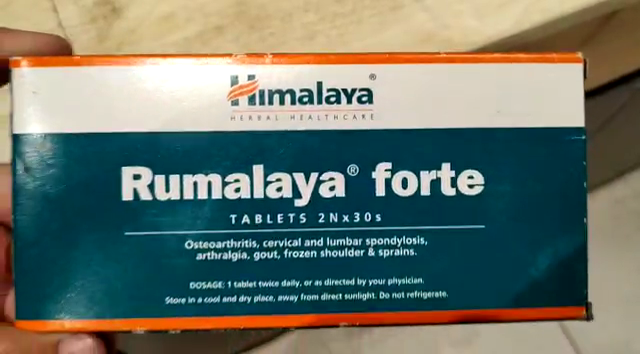 Himalaya®
HERBAL HEALTHCARE
Rumalaya® forte
TABLETS 2Nx30s
Osteoarthritis, cervical and lumbar spondylosis,
arthralgia, gout, frozen shoulder & sprains.
DOSAGE: 1 tablet twice daily, or as directed by your physician.
Store in a cool and dry place, away from direct sunlight. Do not refrigerate.